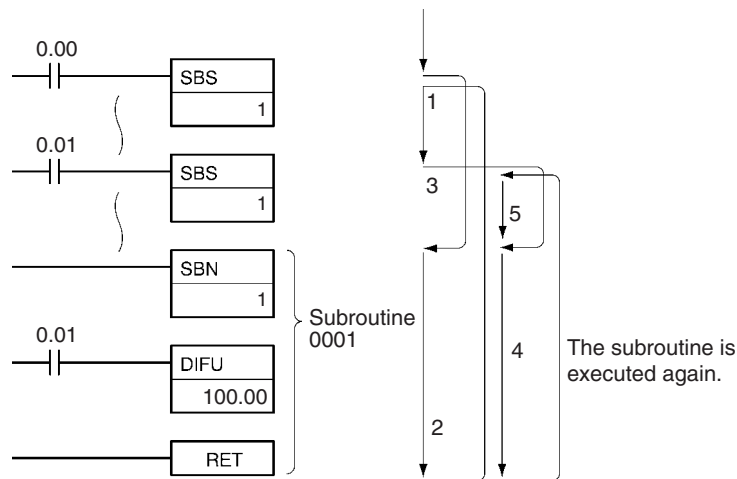 0.00
SBS
1
0.01
SBS
1
SBN
1
Subroutine
0001
0.01
DIFU
100.00
RET
1
3
5
4
2
The subroutine is
executed again.